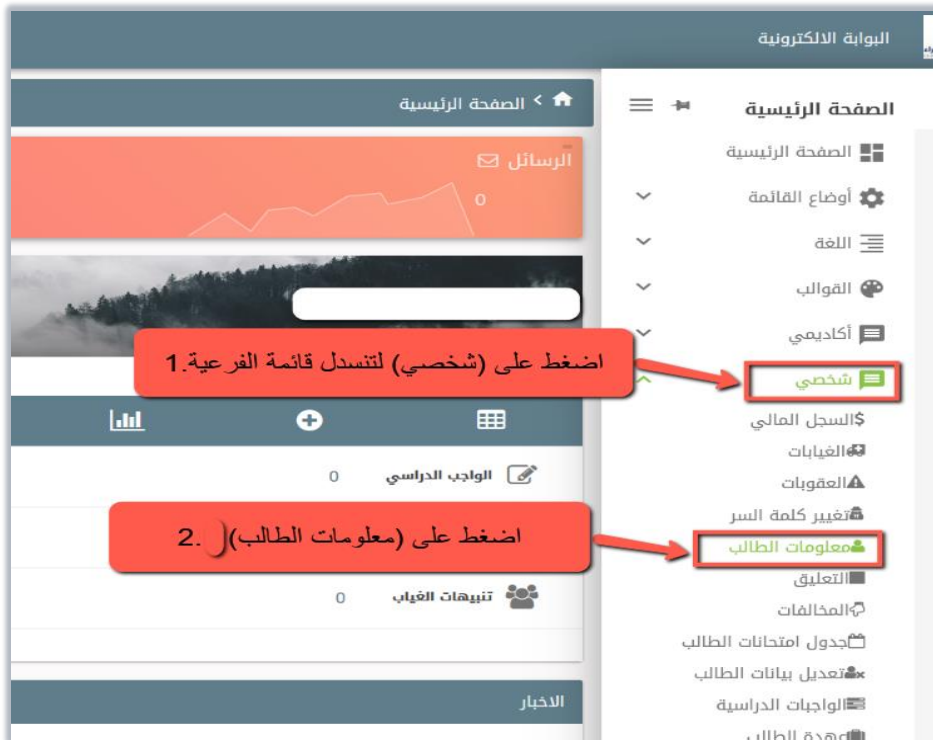 البوابة الالكترونية
الصفحة الرئيسية
الصفحة الرئيسية
أوضاع القائمة
اللغة
القوالب
أكاديمي
شخصي
$السجل المالي
الغيابات
العقوبات
تغيير كلمة السر
معلومات الطالب
التعليق
المخالفات
جدول امتحانات الطالب
تعديل بيانات الطالب
الواجبات الدراسية
عهدة الطالب
> الصفحة الرئيسية
الرسائل
0
1.اضغط على (شخصي) لتنسدل قائمة الفرعية
الواجب الدراسي 0
2. اضغط على (معلومات الطالب)
تنبيهات الغياب 0
الاخبار